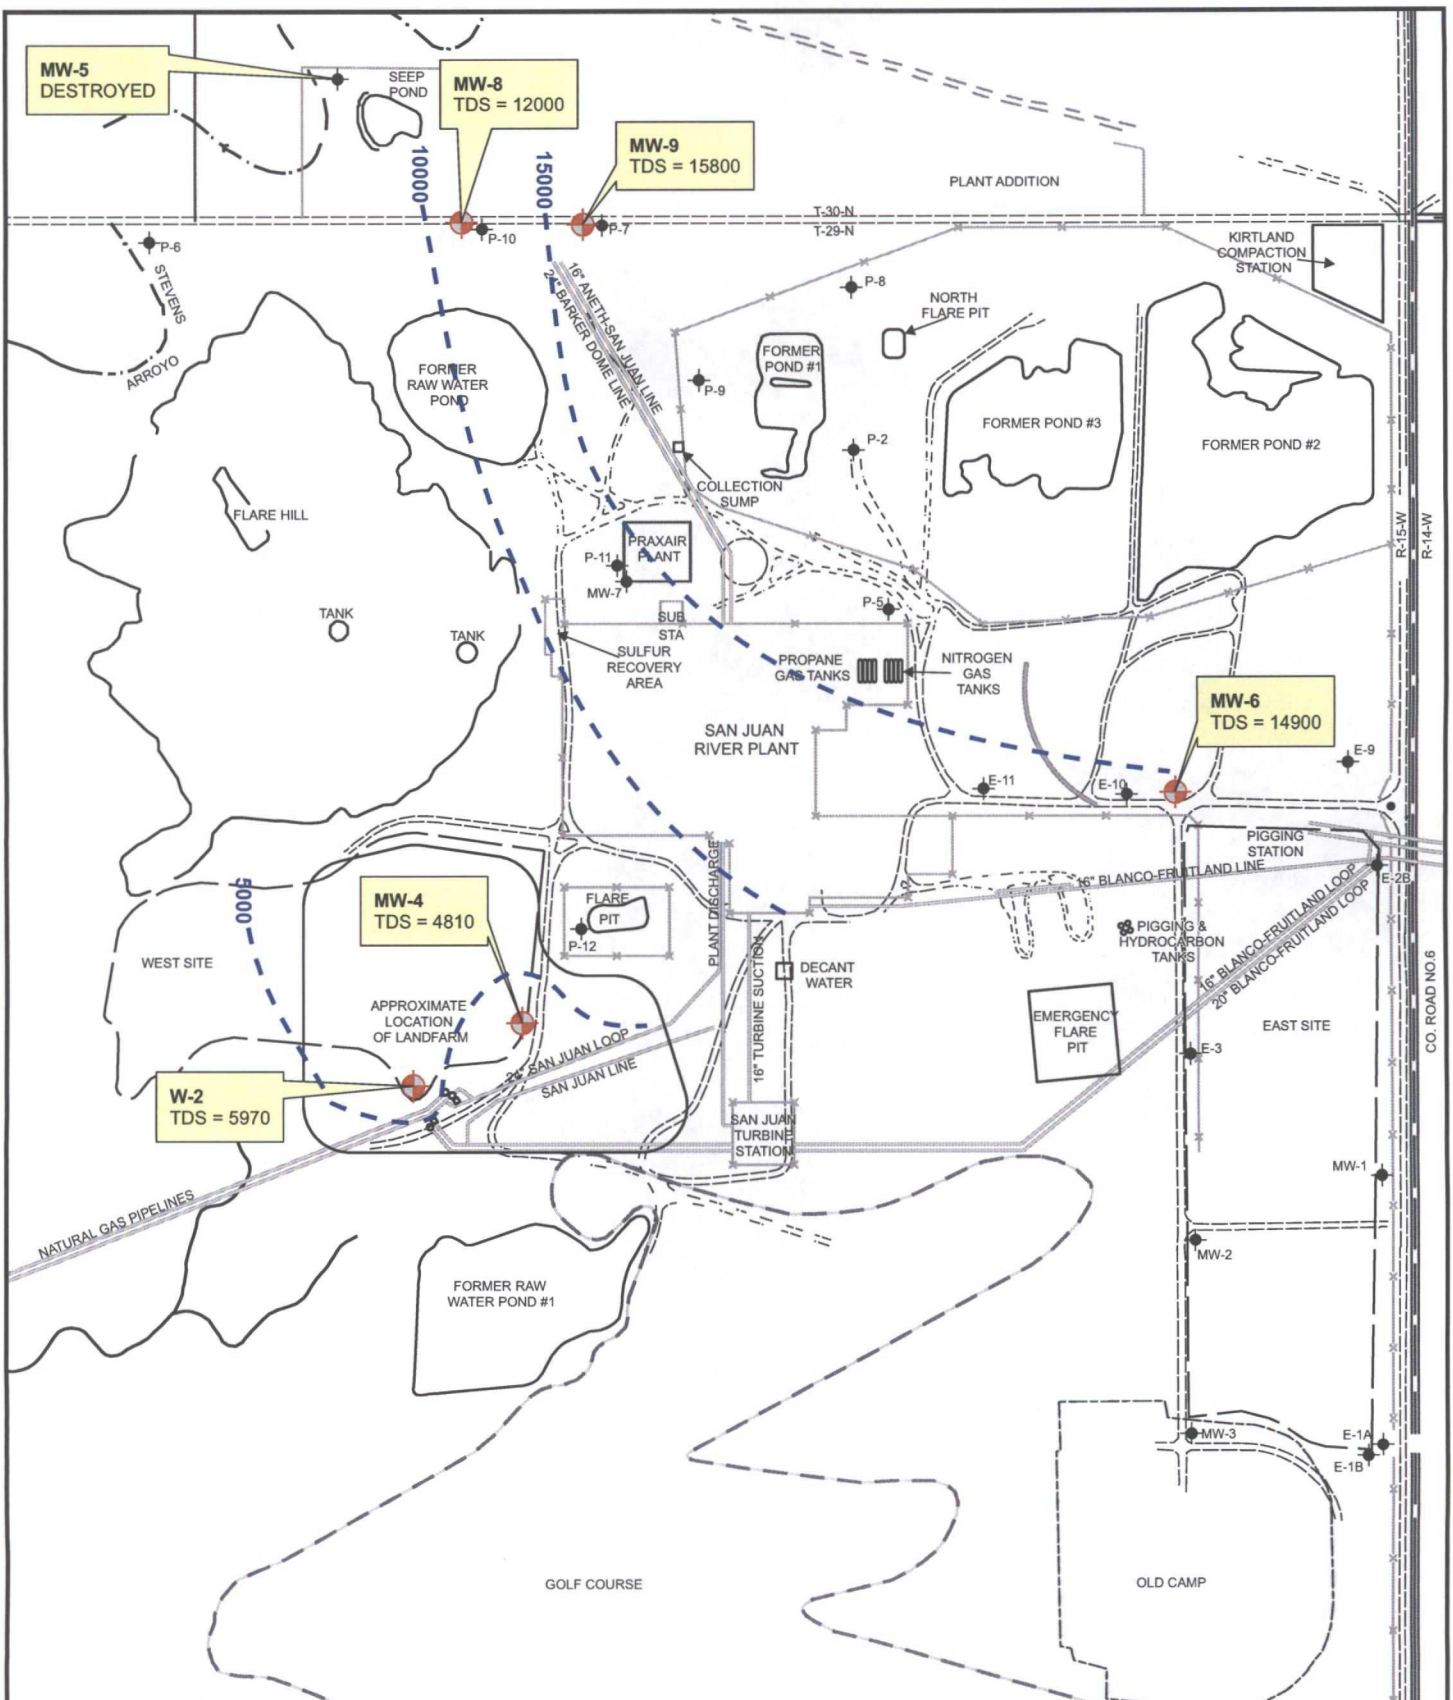 MW-5
DESTROYED
SEEP
POND
MW-8
TDS = 12000
MW-9
TDS = 15800
10000
15000
PLANT ADDITION
T-30-N
T-29-N
P-6
P-10
P-7
STEVENS
ARROYO
KIRTLAND
COMPACTION
STATION
P-8
NORTH
FLARE PIT
16" ANETH-SAN JUAN LINE
24" BARKER DOME LINE
FORMER
RAW WATER
POND
FORMER
POND #1
P-9
P-2
FORMER POND #3
FORMER POND #2
COLLECTION
SUMP
FLARE HILL
R-15-W
R-14-W
PRAXAIR
PLANT
P-11
MW-7
P-5
SUB
STA
TANK
TANK
SULFUR
RECOVERY
AREA
PROPANE
GAS TANKS
NITROGEN
GAS
TANKS
SAN JUAN
RIVER PLANT
MW-6
TDS = 14900
E-9
E-11
E-10
PIGGING
STATION
16" BLANCO-FRUITLAND LINE
E-2B
5000
MW-4
TDS = 4810
FLARE
PIT
P-12
PLANT DISCHARGE
16" TURBINE SUCTION
DECANT
WATER
PIGGING &
HYDROCARBON
TANKS
16" BLANCO-FRUITLAND LOOP
20" BLANCO-FRUITLAND LOOP
WEST SITE
APPROXIMATE
LOCATION
OF LANDFARM
EMERGENCY
FLARE
PIT
EAST SITE
CO. ROAD NO.6
E-3
24" SAN JUAN LOOP
SAN JUAN LINE
W-2
TDS = 5970
SAN JUAN
TURBINE
STATION
MW-1
NATURAL GAS PIPELINES
MW-2
FORMER RAW
WATER POND #1
MW-3
E-1A
E-1B
GOLF COURSE
OLD CAMP